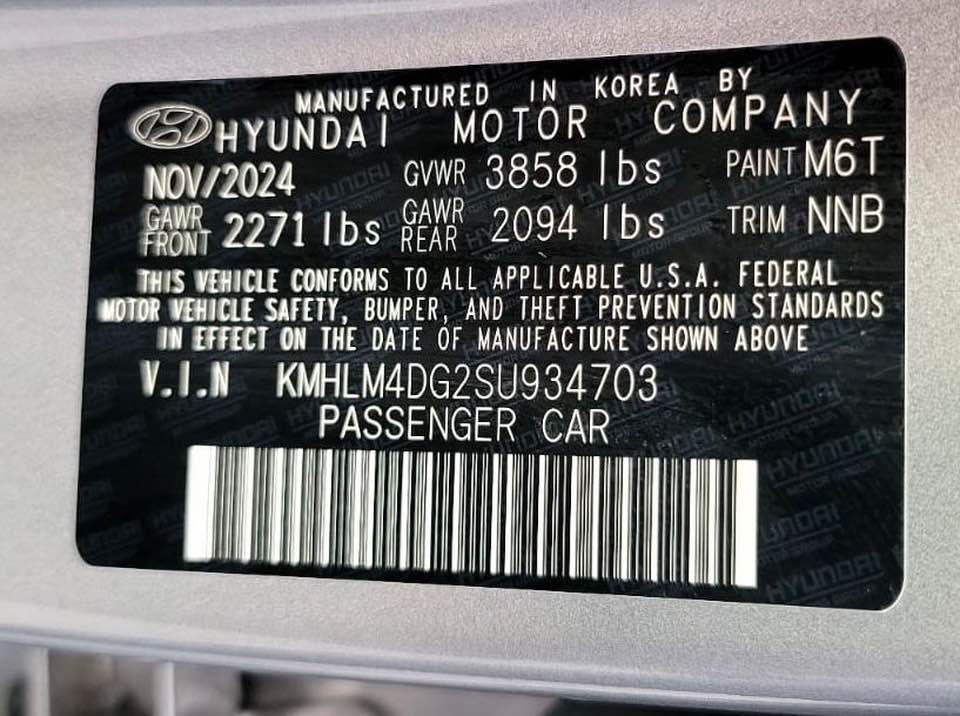 MANUFACTURED IN KOREA BY
HYUNDAI MOTOR COMPANY
NOV/2024 GVWR 3858 lbs PAINT M6T
GAWR FRONT 2271 lbs GAWR REAR 2094 lbs TRIM NNB
THIS VEHICLE CONFORMS TO ALL APPLICABLE U.S.A. FEDERAL
MOTOR VEHICLE SAFETY, BUMPER, AND THEFT PREVENTION STANDARDS
IN EFFECT ON THE DATE OF MANUFACTURE SHOWN ABOVE
V.I.N KMHLM4DG2SU934703
PASSENGER CAR